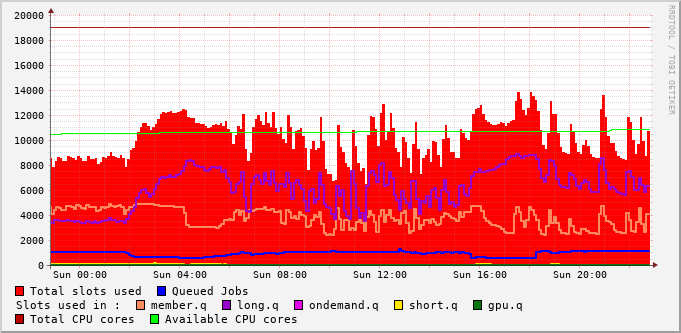 20000
18000
16000
14000
12000
10000
8000
6000
4000
2000
0
Sun 00:00 Sun 04:00 Sun 08:00 Sun 12:00 Sun 16:00 Sun 20:00
RRDTOOL / TOBI OETIKER
Total slots used Queued Jobs
Slots used in : member.q long.q ondemand.q short.q gpu.q
Total CPU cores Available CPU cores